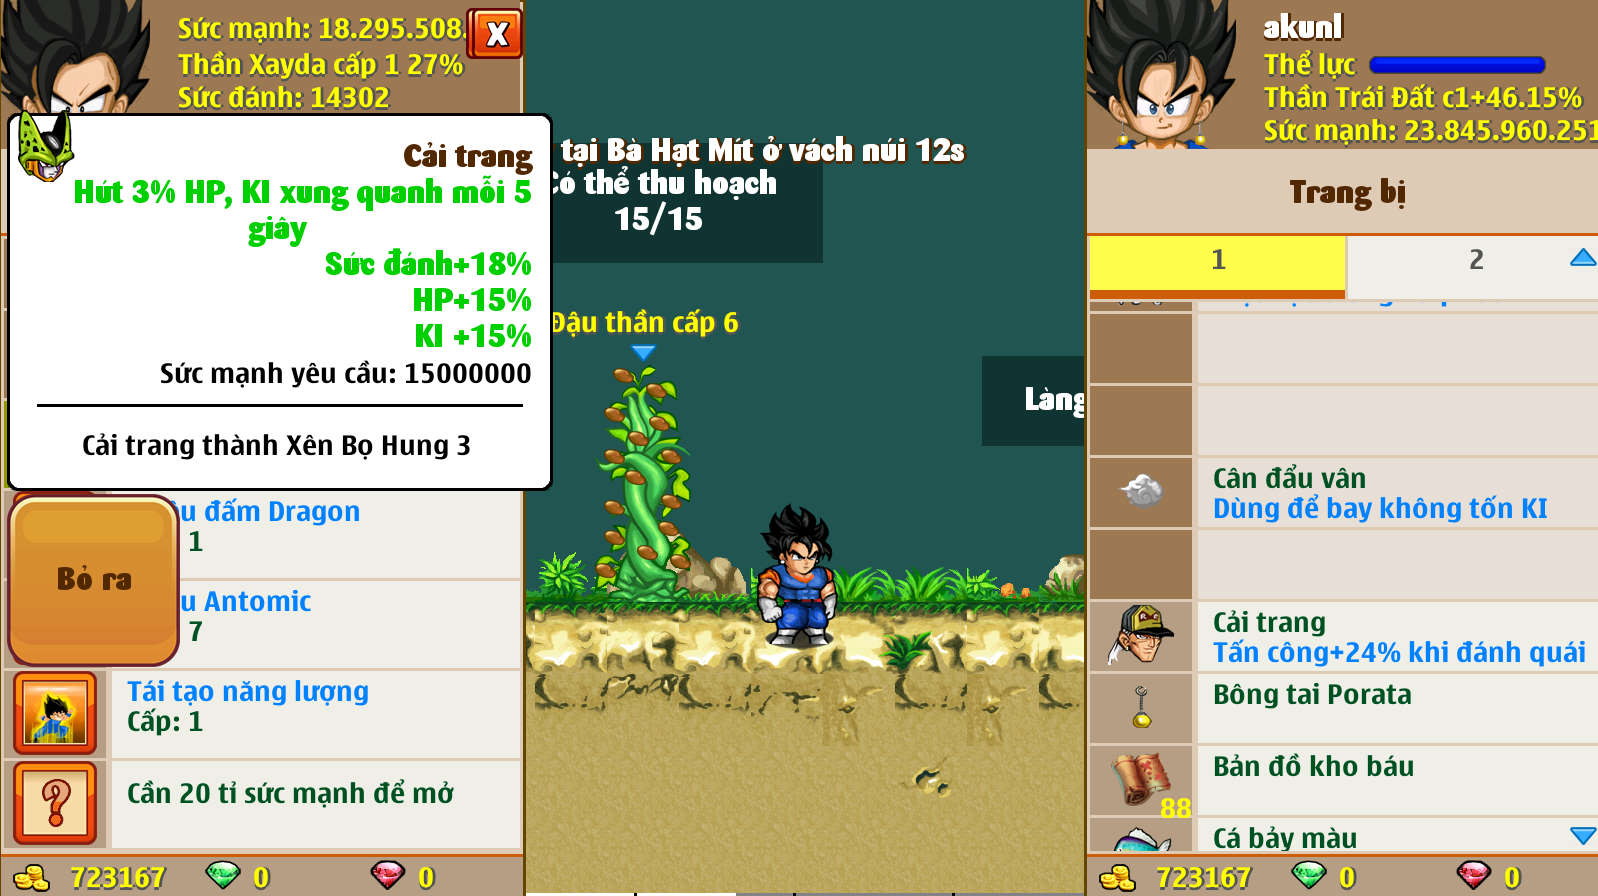 Sức mạnh: 18.295.508.
X
Thần Xayda cấp 1 27%
Sức đánh: 14302
Cải trang
Hút 3% HP, KI xung quanh mỗi 5
giây
Sức đánh+18%
HP+15%
KI +15%
Sức mạnh yêu cầu: 15000000
Cải trang thành Xên Bọ Hung 3
Bỏ ra
u đấm Dragon
1
u Antomic
7
Tái tạo năng lượng
Cấp: 1
Cần 20 tỉ sức mạnh để mở
723167
0
0
tại Bà Hạt Mít ở vách núi 12s
Có thể thu hoạch
15/15
Đậu thần cấp 6
Làng
akunl
Thể lực
Thần Trái Đất c1+46.15%
Sức mạnh: 23.845.960.251
Trang bị
1
2
Cân đẩu vân
Dùng để bay không tốn KI
Cải trang
Tấn công+24% khi đánh quái
Bông tai Porata
Bản đồ kho báu
88
Cá bảy màu
723167
0
0